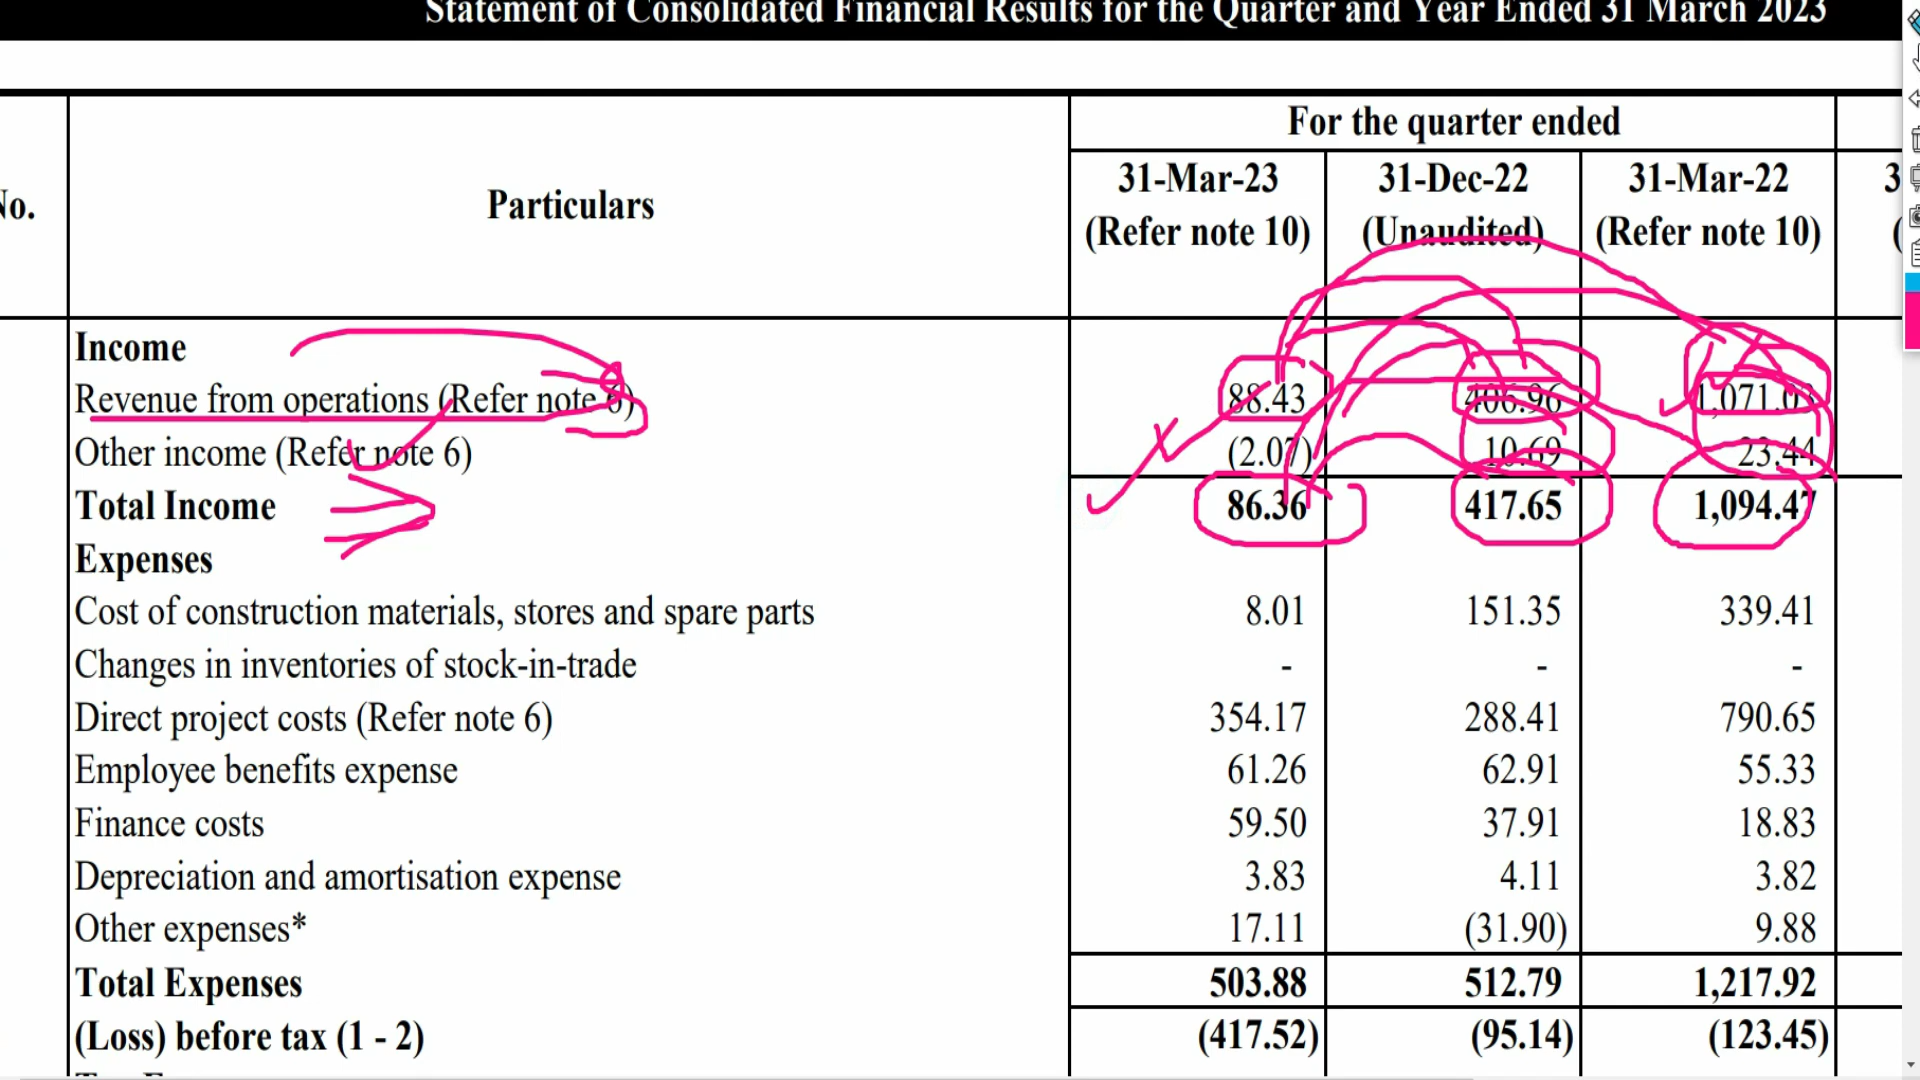 Statement of Consolidated Financial Results for the Quarter and Year Ended 31 March 2023
No. Particulars For the quarter ended
31-Mar-23 31-Dec-22 31-Mar-22
(Refer note 10) (Unaudited) (Refer note 10)
Income
Revenue from operations (Refer note 6) 88.43 406.96 1,071.03
Other income (Refer note 6) (2.07) 10.69 23.44
Total Income 86.36 417.65 1,094.47
Expenses
Cost of construction materials, stores and spare parts 8.01 151.35 339.41
Changes in inventories of stock-in-trade - - -
Direct project costs (Refer note 6) 354.17 288.41 790.65
Employee benefits expense 61.26 62.91 55.33
Finance costs 59.50 37.91 18.83
Depreciation and amortisation expense 3.83 4.11 3.82
Other expenses* 17.11 (31.90) 9.88
Total Expenses 503.88 512.79 1,217.92
(Loss) before tax (1 - 2) (417.52) (95.14) (123.45)